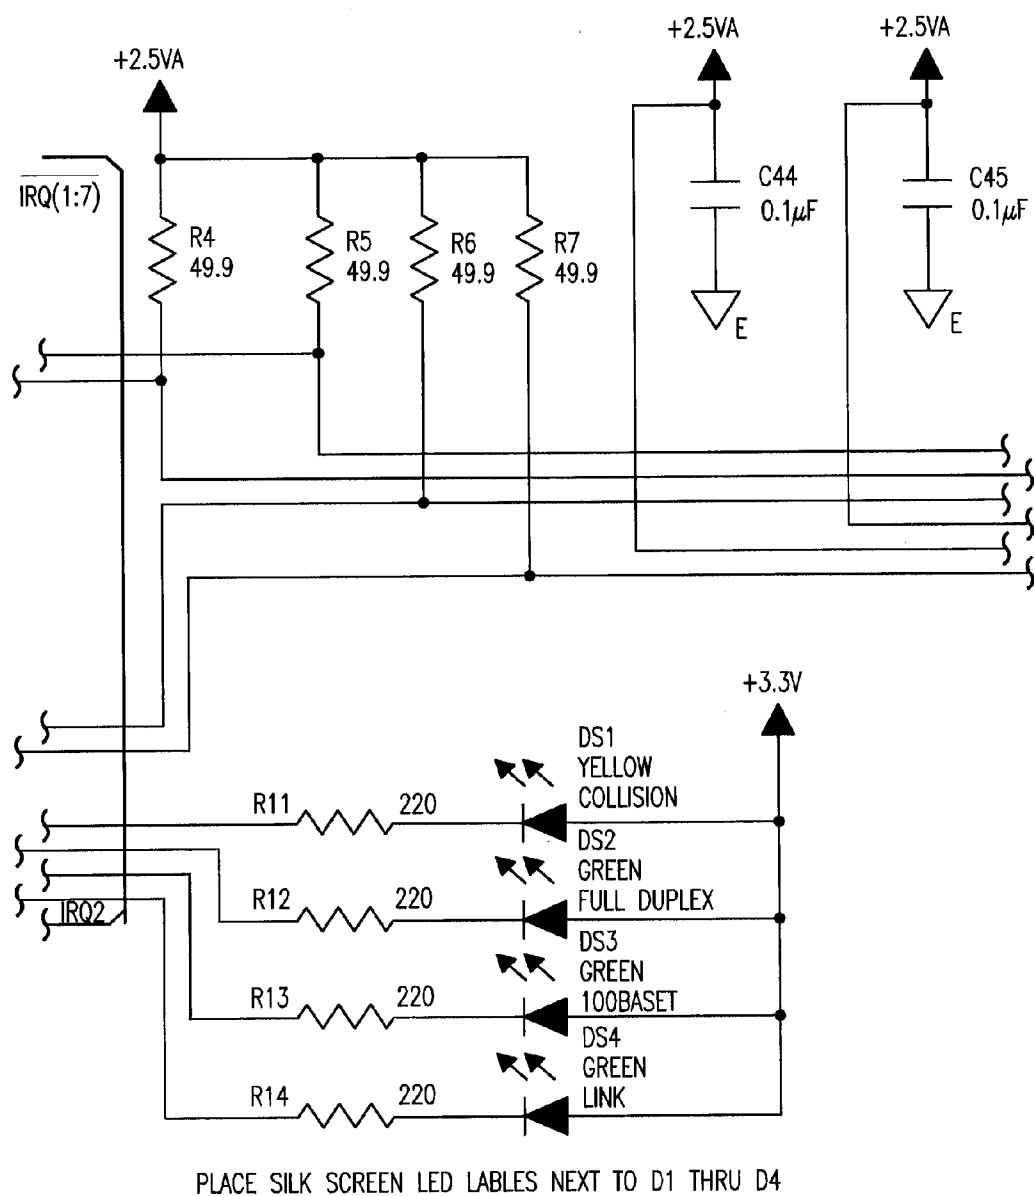 +2.5VA
+2.5VA
+2.5VA
IRQ(1:7)
R4
49.9
R5
49.9
R6
49.9
R7
49.9
C44
0.1µF
C45
0.1µF
E
E
+3.3V
DS1
YELLOW
COLLISION
R11
220
DS2
GREEN
FULL DUPLEX
R12
220
IRQ2
DS3
GREEN
100BASET
R13
220
DS4
GREEN
LINK
R14
220
PLACE SILK SCREEN LED LABLES NEXT TO D1 THRU D4